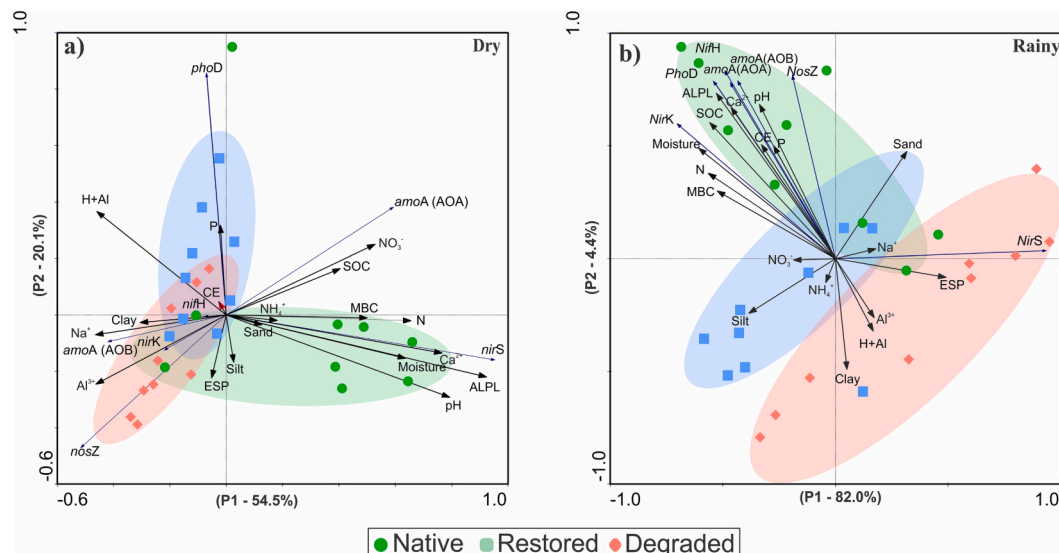 1.0
a)
Dry
phoD
H+Al
P
amoA (AOA)
NO₃⁻
SOC
CE
nifH
NH₄⁺
MBC
N
Clay
Sand
Na⁺
amoA (AOB)
nirK
Ca²⁺
nirS
Moisture
Silt
Al³⁺
ESP
ALPL
pH
nosZ
(P2 - 20.1%)
-0.6
-0.6
(P1 - 54.5%)
1.0
1.0
b)
Rainy
NifH
amoA(AOB)
PhoD
amoA(AOA)
NosZ
ALPL
Ca²⁺
pH
SOC
NirK
Moisture
CE
P
Sand
N
MBC
Na⁺
NirS
NO₃⁻
NH₄⁺
ESP
Silt
Al³⁺
H+Al
Clay
(P2 - 4.4%)
-1.0
-1.0
(P1 - 82.0%)
1.0
Native Restored Degraded